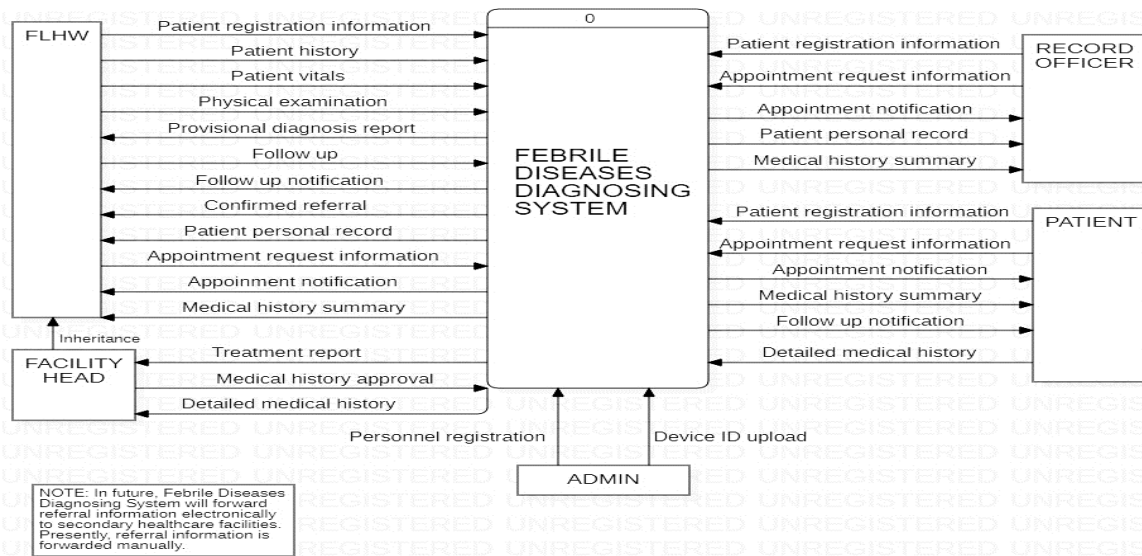 0
FLHW
Patient registration information
Patient history
Patient vitals
Physical examination
Provisional diagnosis report
Follow up
Follow up notification
Confirmed referral
Patient personal record
Appointment request information
Appoinment notification
Medical history summary
Inheritance
FACILITY
HEAD
Treatment report
Medical history approval
Detailed medical history
FEBRILE
DISEASES
DIAGNOSING
SYSTEM
Patient registration information
Appointment request information
Appointment notification
Patient personal record
Medical history summary
RECORD
OFFICER
Patient registration information
Appointment request information
Appointment notification
Medical history summary
Follow up notification
Detailed medical history
PATIENT
Personnel registration
Device ID upload
ADMIN
NOTE: In future, Febrile Diseases
Diagnosing System will forward
referral information electronically
to secondary healthcare facilities.
Presently, referral information is
forwarded manually.
UNREGISTERED